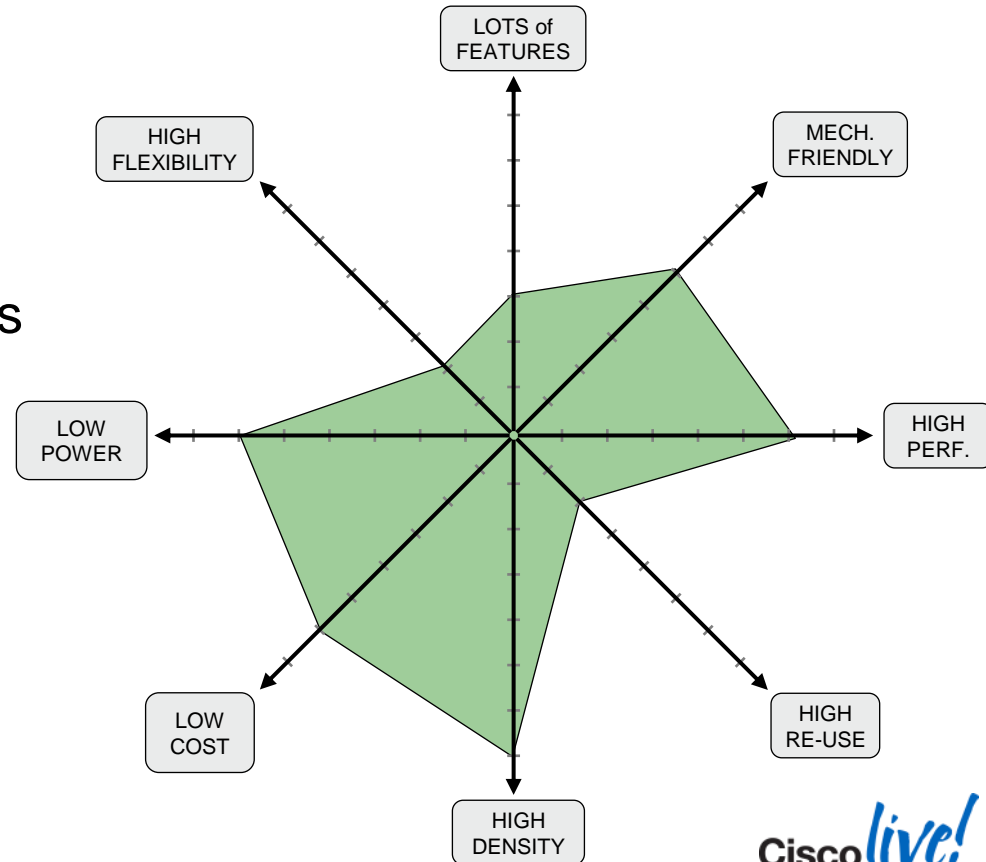 LOTS of
FEATURES
HIGH
FLEXIBILITY
MECH.
FRIENDLY
s
LOW
POWER
HIGH
PERF.
LOW
COST
HIGH
RE-USE
HIGH
DENSITY
Cisco live!